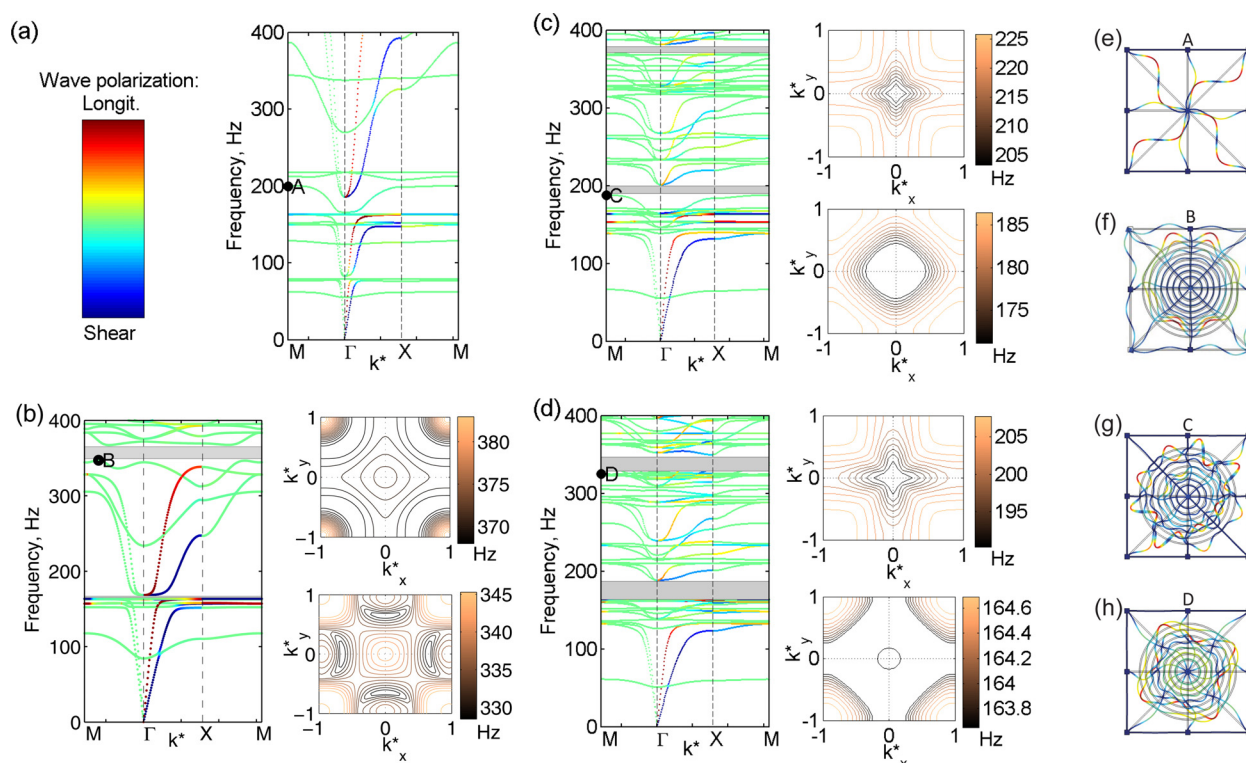 (a)
Wave polarization:
Longit.
Shear
Frequency, Hz
400
300
200
100
0
A
M Γ k* X M
(b)
Frequency, Hz
400
300
200
100
0
B
M Γ k* X M
k*y
1
0
-1
-1 0 1
k*x
380
375
370
Hz
k*y
1
0
-1
-1 0 1
k*x
345
340
335
330
Hz
(c)
Frequency, Hz
400
300
200
100
0
C
M Γ k* X M
k*y
1
0
-1
-1 0 1
k*x
225
220
215
210
205
Hz
k*y
1
0
-1
-1 0 1
k*x
185
180
175
Hz
(d)
Frequency, Hz
400
300
200
100
0
D
M Γ k* X M
k*y
1
0
-1
-1 0 1
k*x
205
200
195
Hz
k*y
1
0
-1
-1 0 1
k*x
164.6
164.4
164.2
164
163.8
Hz
(e)
A
(f)
B
(g)
C
(h)
D